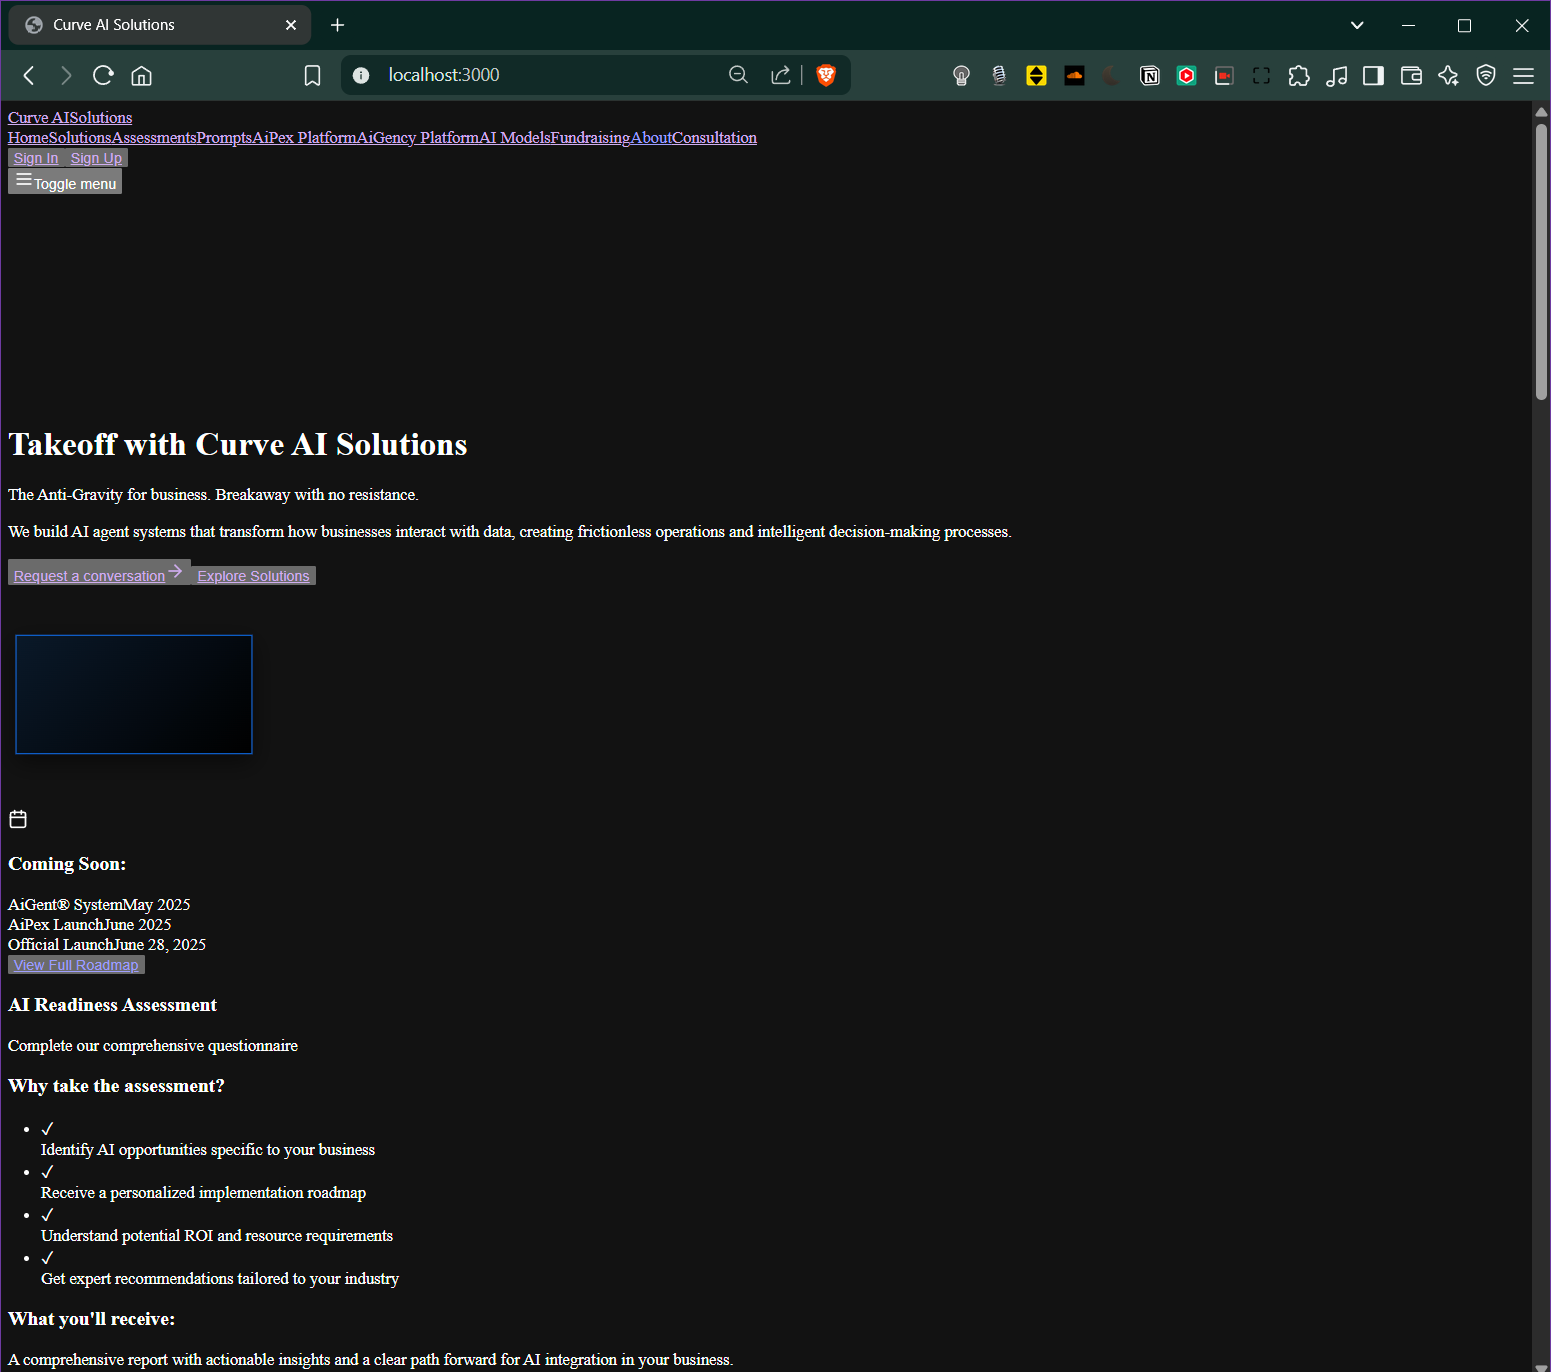 Curve AI Solutions
localhost:3000
Curve AISolutions
HomeSolutionsAssessmentsPromptsAiPex PlatformAiGency PlatformAI ModelsFundraisingAboutConsultation
Sign In Sign Up
Toggle menu
Takeoff with Curve AI Solutions
The Anti-Gravity for business. Breakaway with no resistance.
We build AI agent systems that transform how businesses interact with data, creating frictionless operations and intelligent decision-making processes.
Request a conversation Explore Solutions
Coming Soon:
AiGent® SystemMay 2025
AiPex LaunchJune 2025
Official LaunchJune 28, 2025
View Full Roadmap
AI Readiness Assessment
Complete our comprehensive questionnaire
Why take the assessment?
• ✓
Identify AI opportunities specific to your business
• ✓
Receive a personalized implementation roadmap
• ✓
Understand potential ROI and resource requirements
• ✓
Get expert recommendations tailored to your industry
What you'll receive:
A comprehensive report with actionable insights and a clear path forward for AI integration in your business.